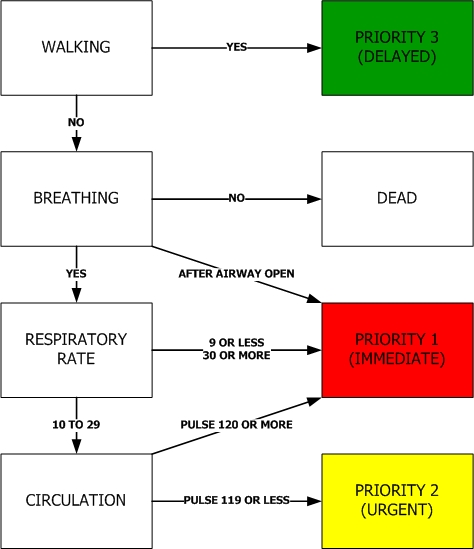 WALKING
YES
PRIORITY 3
(DELAYED)
NO
BREATHING
NO
DEAD
YES
AFTER AIRWAY OPEN
RESPIRATORY
RATE
9 OR LESS
30 OR MORE
PRIORITY 1
(IMMEDIATE)
10 TO 29
PULSE 120 OR MORE
CIRCULATION
PULSE 119 OR LESS
PRIORITY 2
(URGENT)